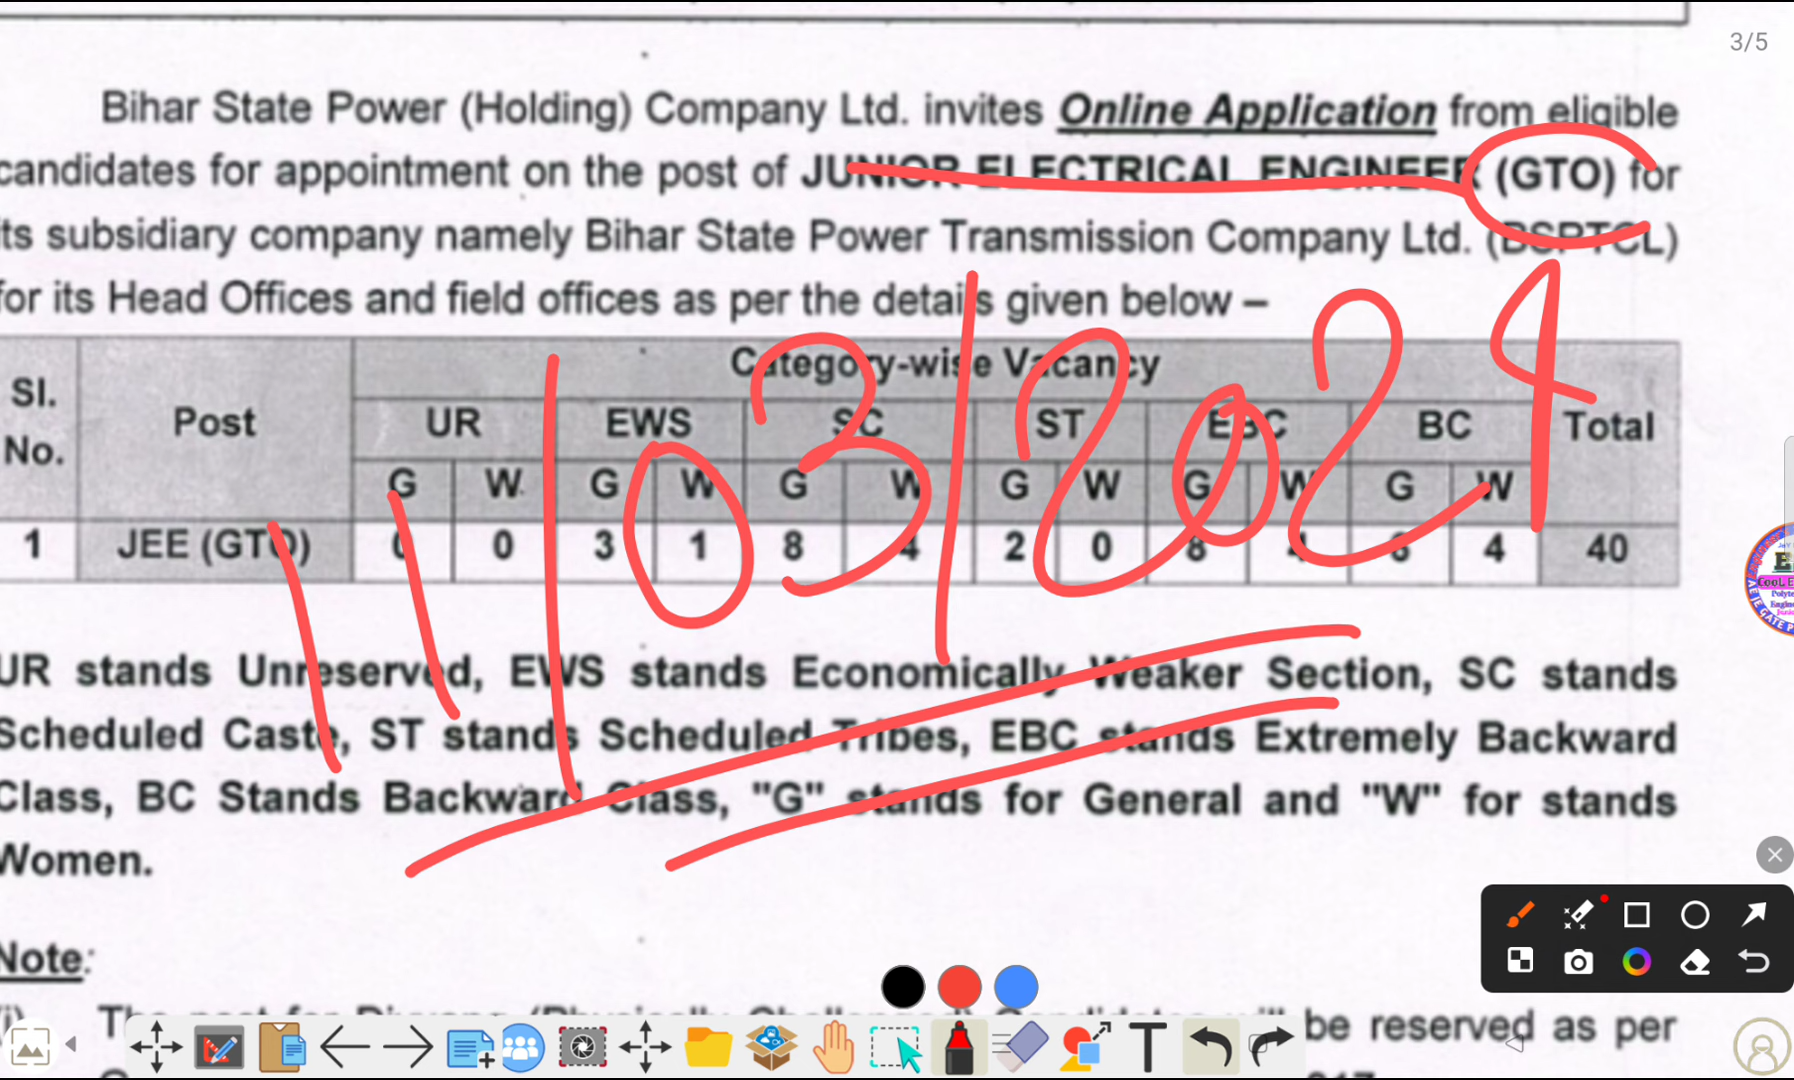 3/5
Bihar State Power (Holding) Company Ltd. invites Online Application from eligible
candidates for appointment on the post of JUNIOR ELECTRICAL ENGINEER (GTO) for
its subsidiary company namely Bihar State Power Transmission Company Ltd. (BSPTCL)
for its Head Offices and field offices as per the details given below –
Sl. No. Post Category-wise Vacancy Total
UR EWS SC ST EBC BC
G W G W G W G W G W G W
1 JEE (GTO) 0 0 3 1 8 4 2 0 8 4 6 4 40
11/03/2024
UR stands Unreserved, EWS stands Economically Weaker Section, SC stands
Scheduled Caste, ST stands Scheduled Tribes, EBC stands Extremely Backward
Class, BC Stands Backward Class, "G" stands for General and "W" for stands
Women.
Note:
be reserved as per
T